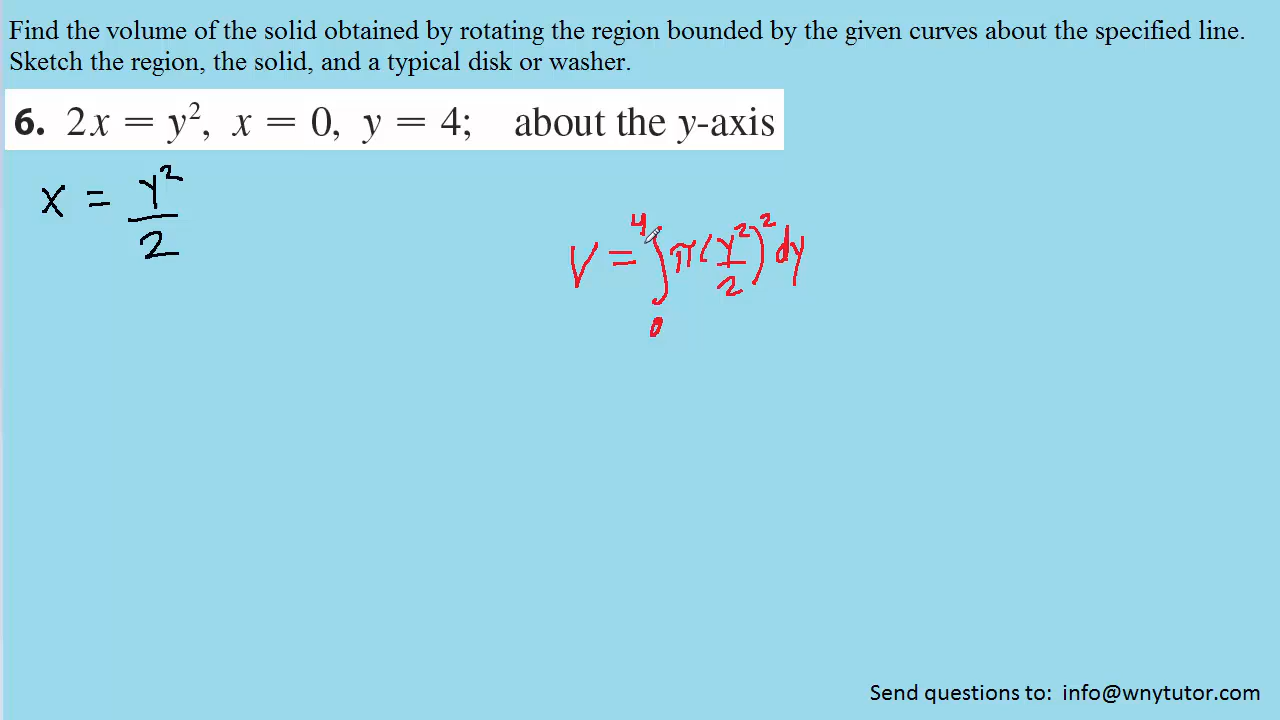 Find the volume of the solid obtained by rotating the region bounded by the given curves about the specified line.
Sketch the region, the solid, and a typical disk or washer.
6. 2x = y², x = 0, y = 4; about the y-axis
x = y²/2
V = ∫₀⁴ π(y²/2)² dy
Send questions to: info@wnytutor.com